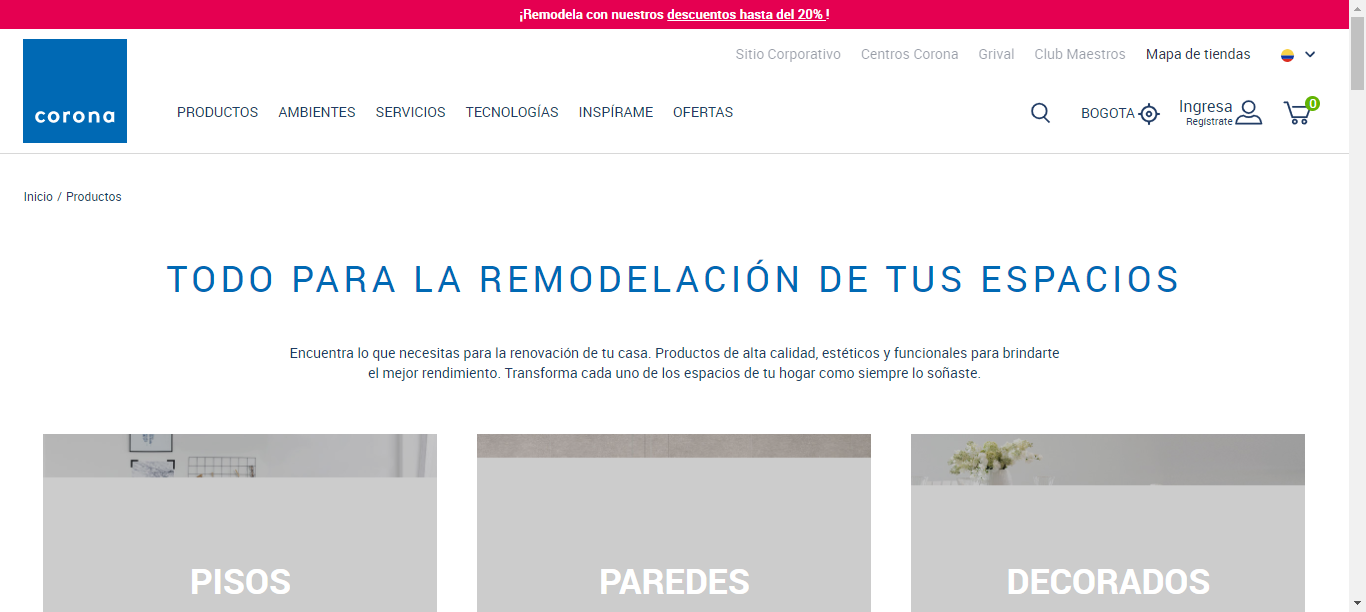 ¡Remodela con nuestros descuentos hasta del 20% !
Sitio Corporativo Centros Corona Grival Club Maestros Mapa de tiendas
corona
PRODUCTOS AMBIENTES SERVICIOS TECNOLOGÍAS INSPÍRAME OFERTAS
BOGOTA
Ingresa
Regístrate
0
Inicio / Productos
TODO PARA LA REMODELACIÓN DE TUS ESPACIOS
Encuentra lo que necesitas para la renovación de tu casa. Productos de alta calidad, estéticos y funcionales para brindarte
el mejor rendimiento. Transforma cada uno de los espacios de tu hogar como siempre lo soñaste.
PISOS
PAREDES
DECORADOS